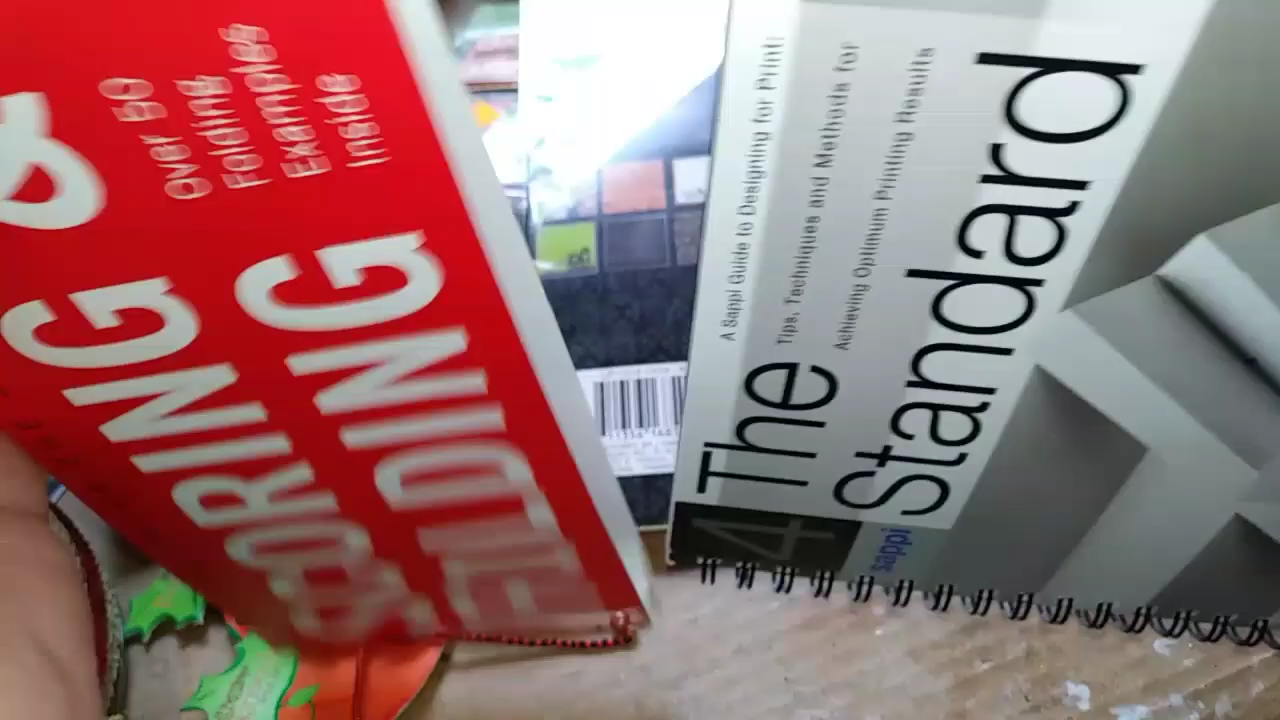 SCORING &
FOLDING
Over 50
Folding
Examples
Inside
A Sappi Guide to Designing for Print:
Tips, Techniques and Methods for
Achieving Optimum Printing Results
The
Standard
4
sappi